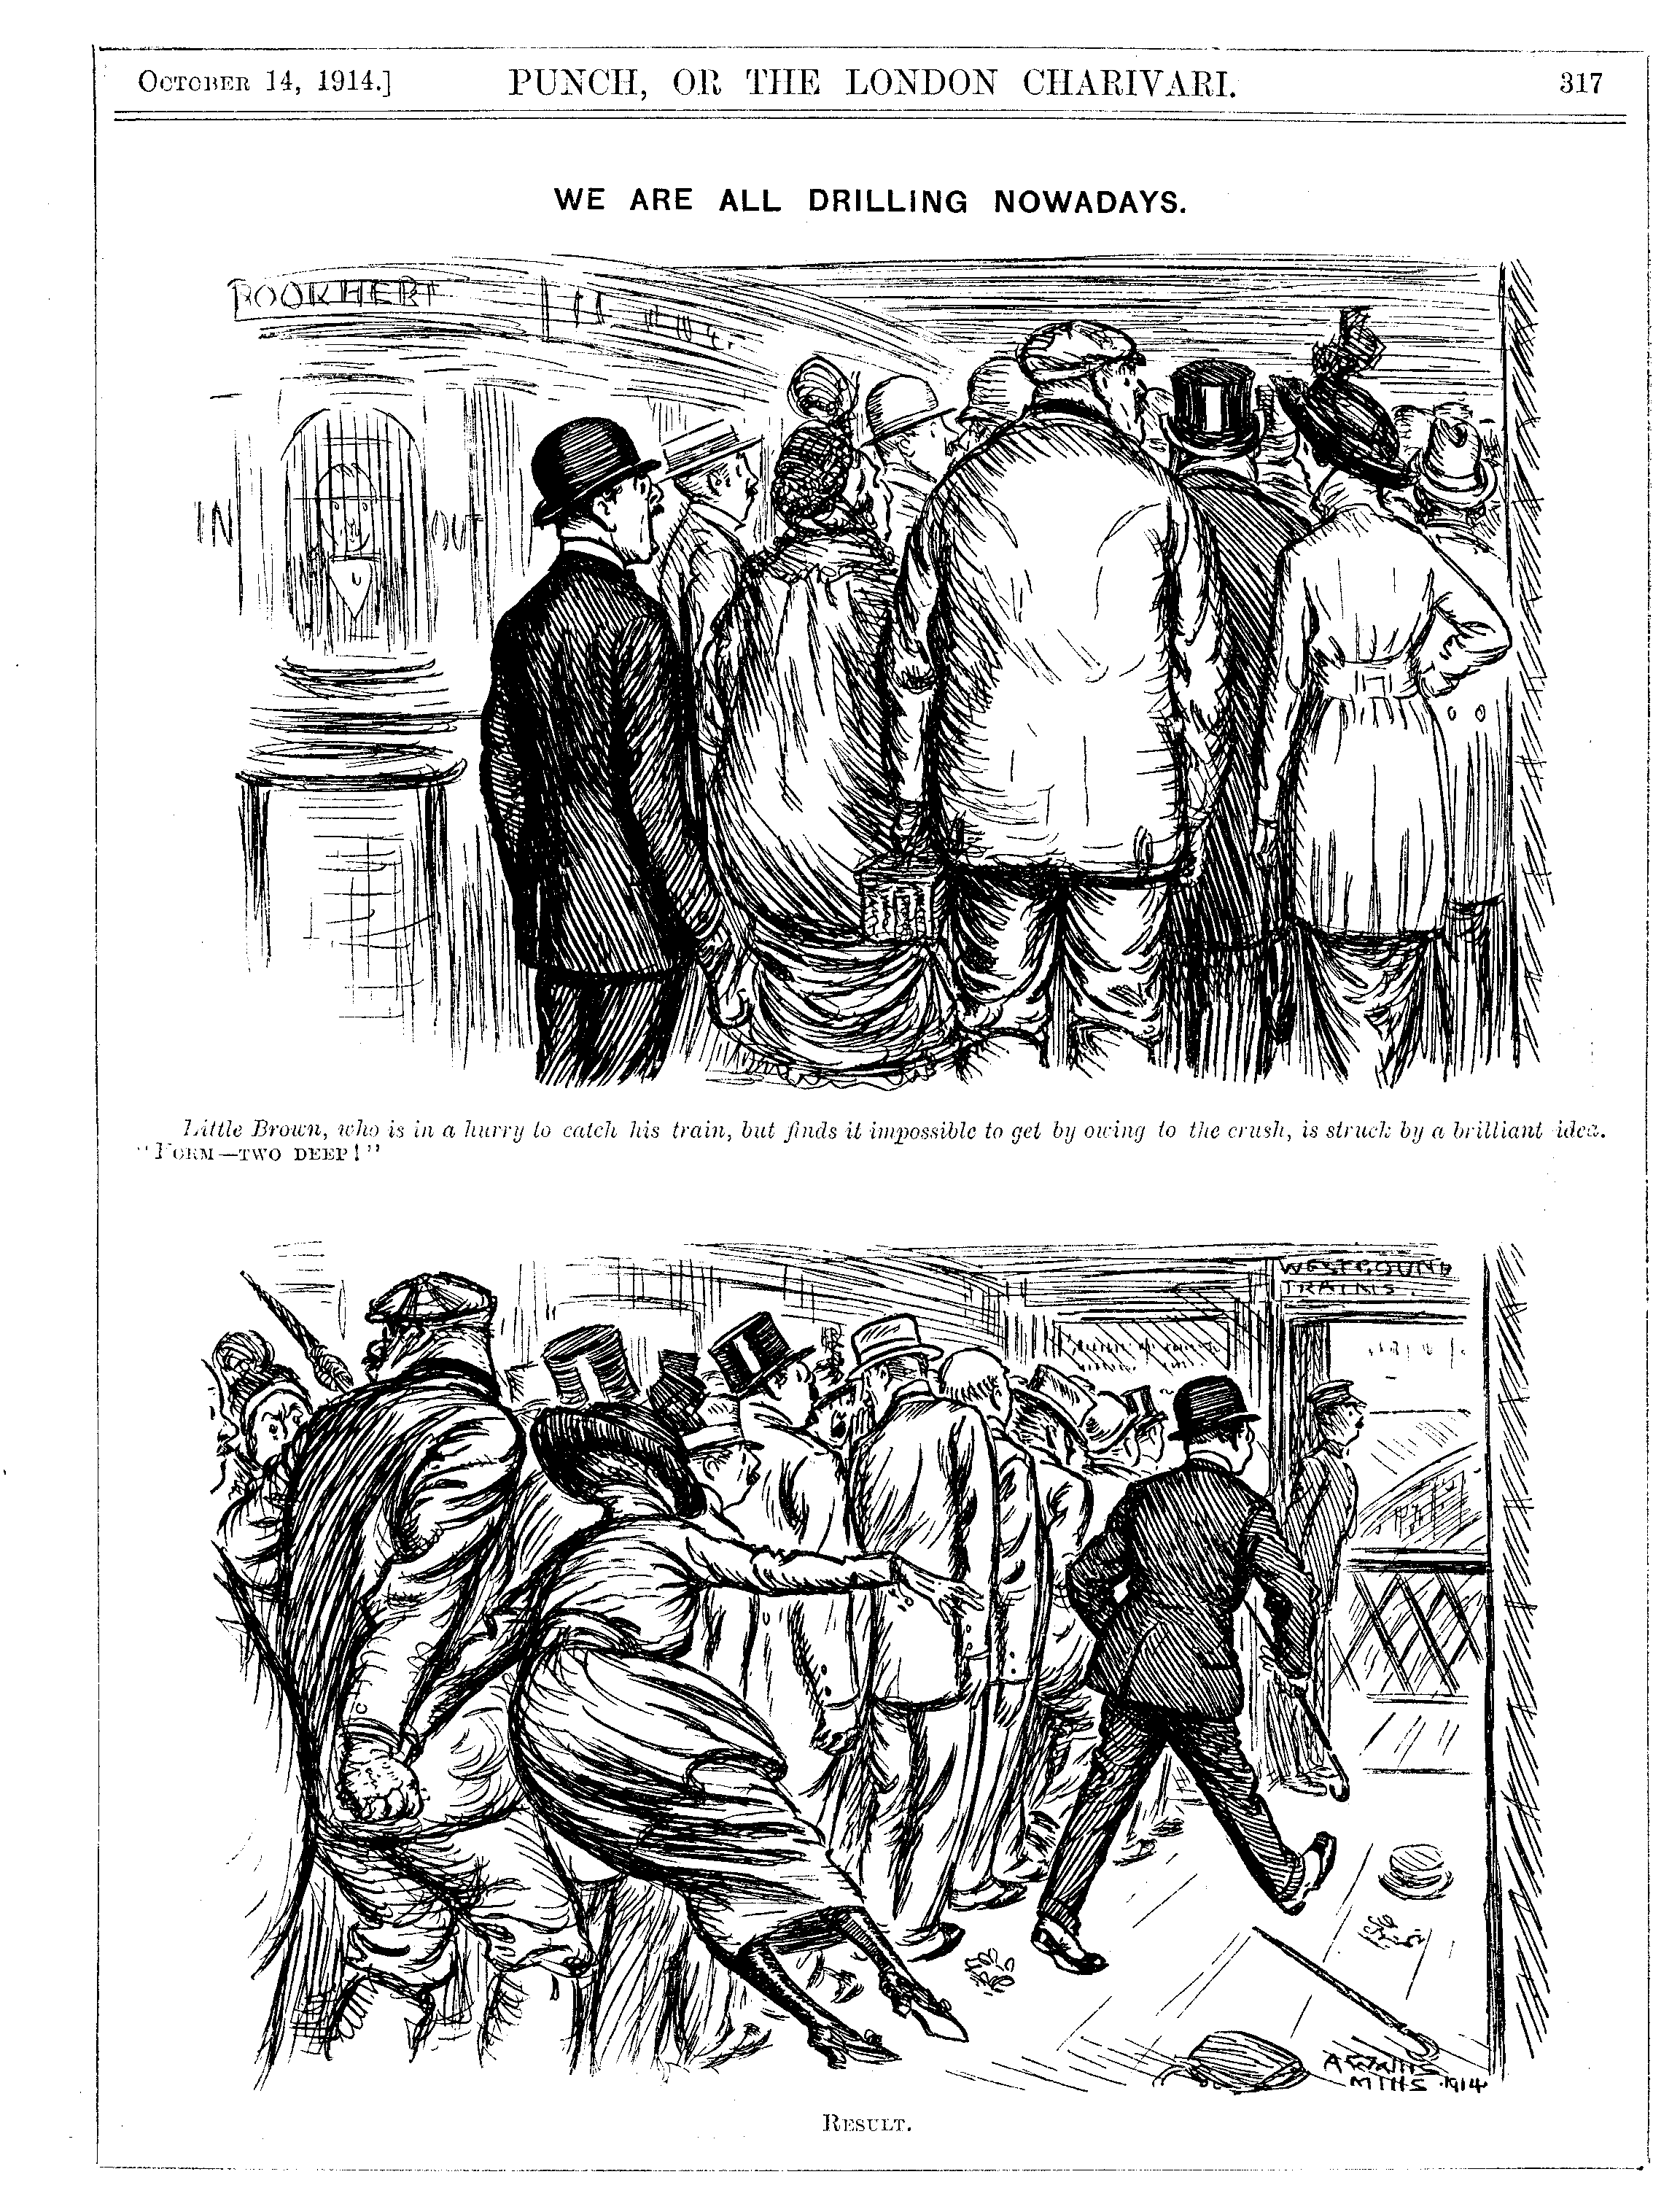 OCTOBER 14, 1914.] PUNCH, OR THE LONDON CHARIVARI. 317
WE ARE ALL DRILLING NOWADAYS.
BOOK HERE
IN
OUT
Little Brown, who is in a hurry to catch his train, but finds it impossible to get by owing to the crush, is struck by a brilliant idea.
"FORM—TWO DEEP!"
WESTBOUND
TRAINS.
A WALLIS
MILLS 1914
RESULT.